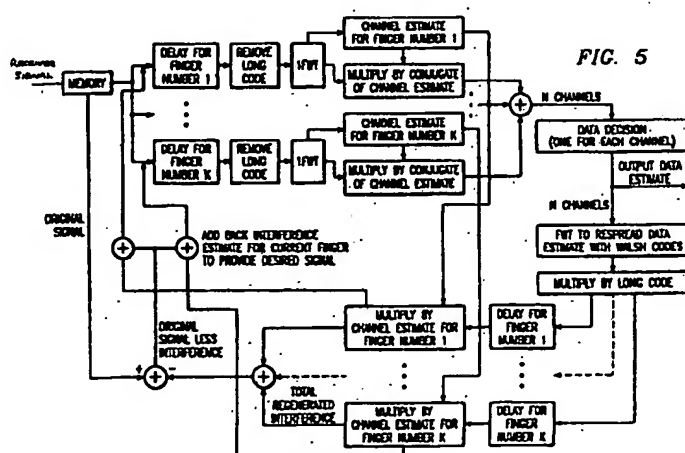 FIG. 5
RECEIVED
SIGNAL
MEMORY
DELAY FOR
FINGER
NUMBER 1
REMOVE
LONG
CODE
FWT
CHANNEL ESTIMATE
FOR FINGER NUMBER 1
MULTIPLY BY CONJUGATE
OF CHANNEL ESTIMATE
DELAY FOR
FINGER
NUMBER K
REMOVE
LONG
CODE
FWT
CHANNEL ESTIMATE
FOR FINGER NUMBER K
MULTIPLY BY CONJUGATE
OF CHANNEL ESTIMATE
N CHANNELS
DATA DECISION
(ONE FOR EACH CHANNEL)
OUTPUT DATA
ESTIMATE
N CHANNELS
FWT TO RESPREAD DATA
ESTIMATE WITH WALSH CODES
MULTIPLY BY LONG CODE
ORIGINAL
SIGNAL
ADD BACK INTERFERENCE
ESTIMATE FOR CURRENT FINGER
TO PROVIDE DESIRED SIGNAL
MULTIPLY BY
CHANNEL ESTIMATE FOR
FINGER NUMBER 1
DELAY FOR
FINGER
NUMBER 1
ORIGINAL
SIGNAL LESS
INTERFERENCE
+
-
TOTAL
REGENERATED
INTERFERENCE
MULTIPLY BY
CHANNEL ESTIMATE FOR
FINGER NUMBER K
DELAY FOR
FINGER
NUMBER K